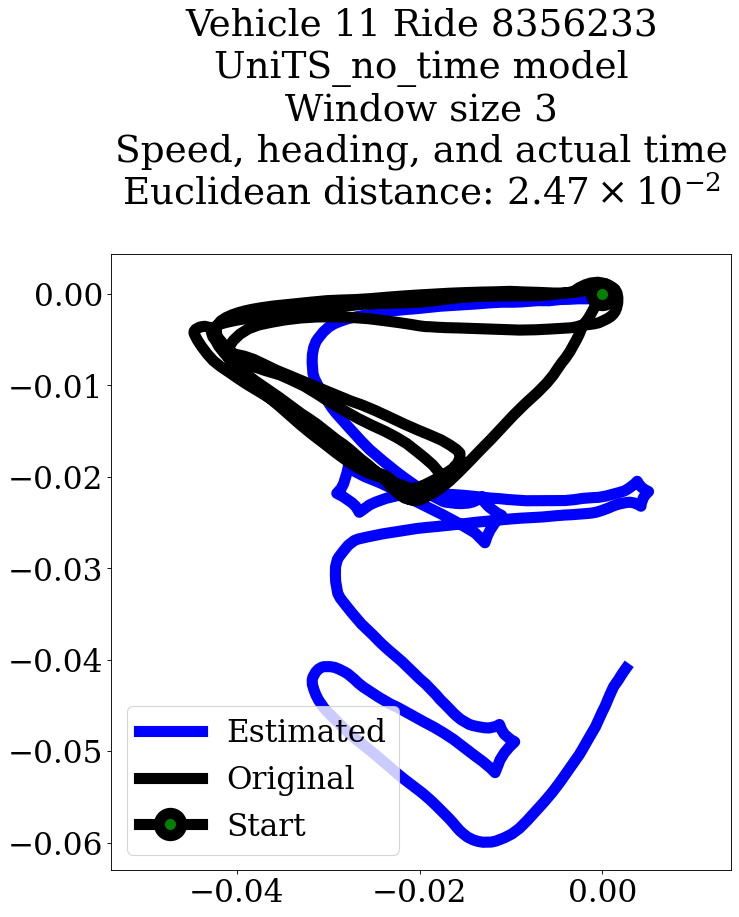 Vehicle 11 Ride 8356233
UniTS_no_time model
Window size 3
Speed, heading, and actual time
Euclidean distance: 2.47 × 10⁻²
0.00
−0.01
−0.02
−0.03
−0.04
−0.05
−0.06
Estimated
Original
Start
−0.04 −0.02 0.00